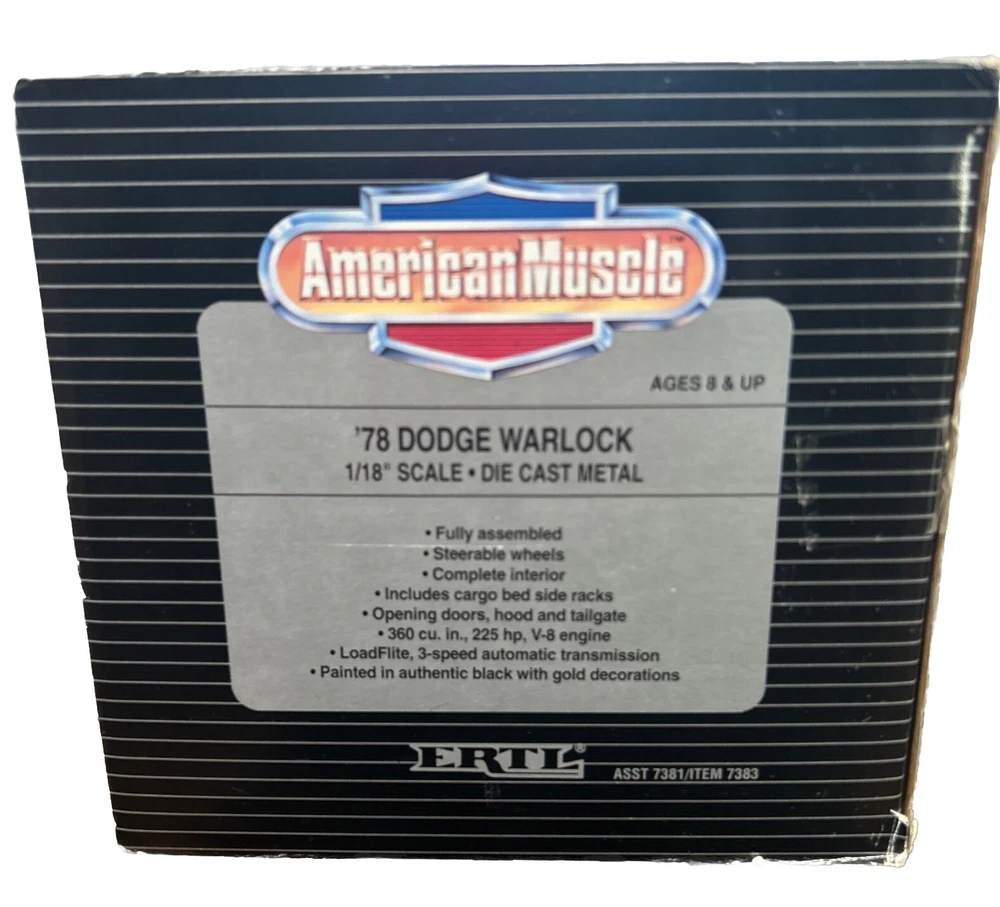 AmericanMuscle™
AGES 8 & UP
'78 DODGE WARLOCK
1/18" SCALE • DIE CAST METAL
• Fully assembled
• Steerable wheels
• Complete interior
• Includes cargo bed side racks
• Opening doors, hood and tailgate
• 360 cu. in., 225 hp, V-8 engine
• LoadFlite, 3-speed automatic transmission
• Painted in authentic black with gold decorations
ERTL®
ASST 7381/ITEM 7383